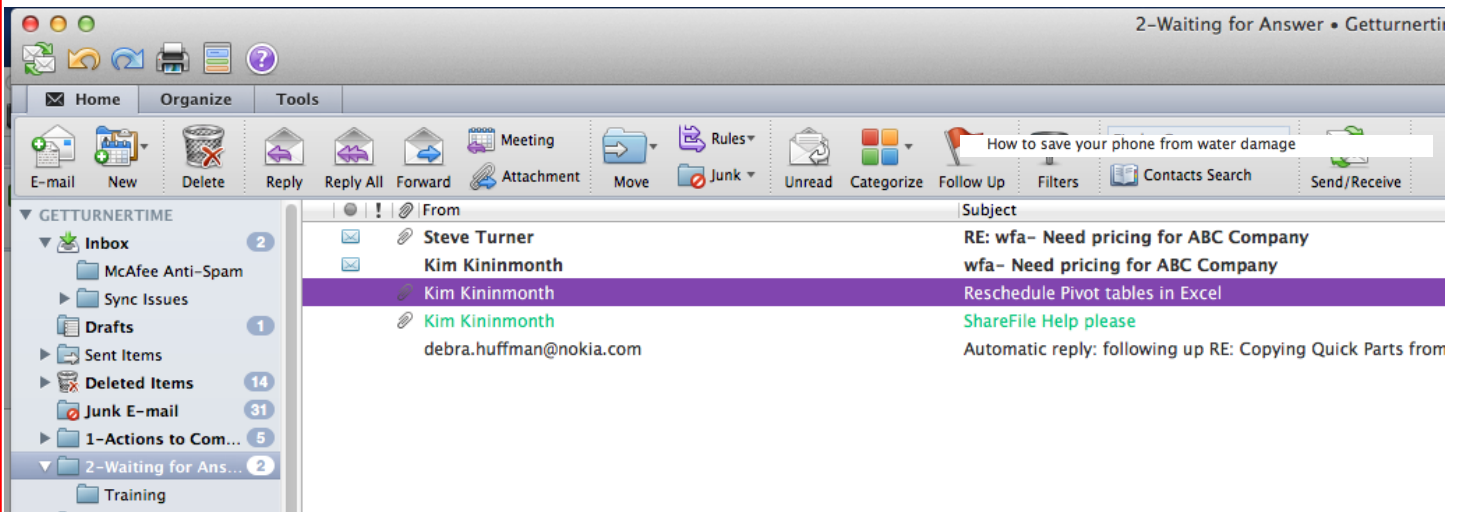 2-Waiting for Answer • Getturnerti
Home Organize Tools
Meeting Rules
How to save your phone from water damage
Attachment Junk Contacts Search
E-mail New Delete Reply Reply All Forward Move Unread Categorize Follow Up Filters Send/Receive
GETTURNERTIME
! From Subject
Inbox 2
Steve Turner RE: wfa- Need pricing for ABC Company
McAfee Anti-Spam
Kim Kininmonth wfa- Need pricing for ABC Company
Sync Issues
Kim Kininmonth Reschedule Pivot tables in Excel
Drafts 1
Kim Kininmonth ShareFile Help please
Sent Items
debra.huffman@nokia.com Automatic reply: following up RE: Copying Quick Parts from
Deleted Items 14
Junk E-mail 31
1-Actions to Com... 5
2-Waiting for Ans... 2
Training